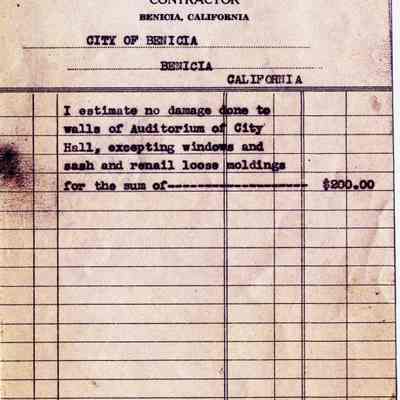 CONTRACTOR
BENICIA, CALIFORNIA
CITY OF BENICIA
BENICIA
CALIFORNIA
I estimate no damage done to
walls of Auditorium of City
Hall, excepting windows and
sash and renail loose moldings
for the sum of-------------------- $200.00